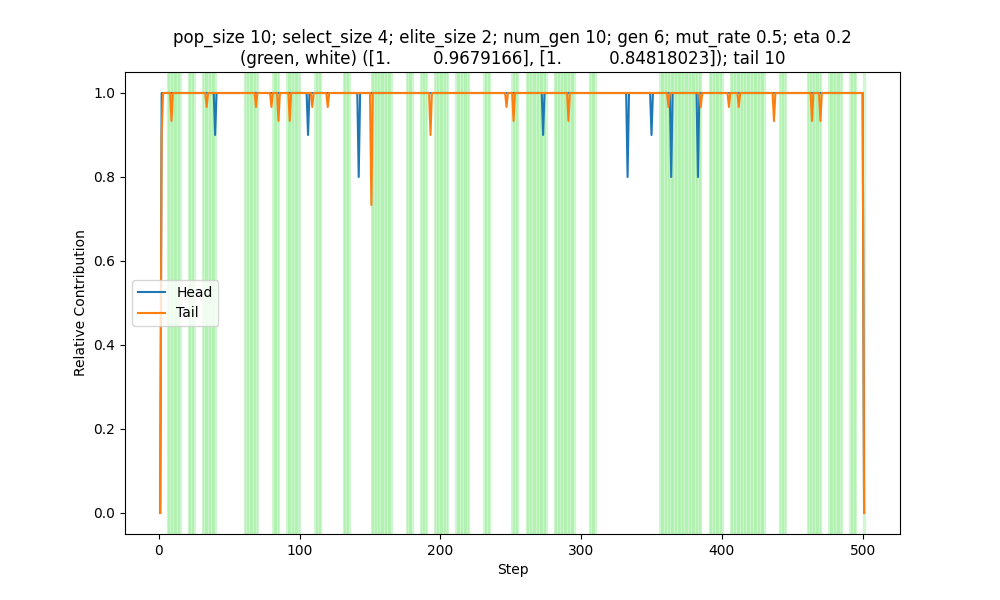 pop_size 10; select_size 4; elite_size 2; num_gen 10; gen 6; mut_rate 0.5; eta 0.2
(green, white) ([1.         0.9679166], [1.          0.84818023]); tail 10
1.0
0.8
0.6
0.4
0.2
0.0
Relative Contribution
Head
Tail
0
100
200
300
400
500
Step